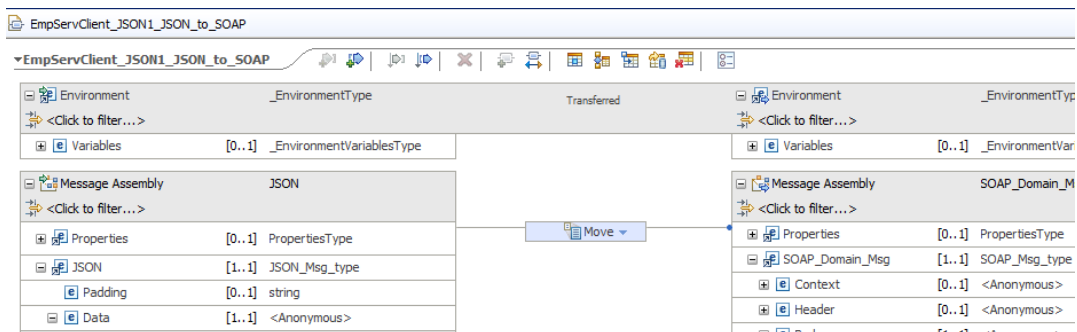 EmpServClient_JSON1_JSON_to_SOAP
EmpServClient_JSON1_JSON_to_SOAP
Environment _EnvironmentType Transferred Environment _EnvironmentTyp
<Click to filter...> <Click to filter...>
Variables [0..1] _EnvironmentVariablesType Variables [0..1] _EnvironmentVari
Message Assembly JSON Message Assembly SOAP_Domain_M
<Click to filter...> <Click to filter...>
Properties [0..1] PropertiesType Move Properties [0..1] PropertiesType
JSON [1..1] JSON_Msg_type SOAP_Domain_Msg [1..1] SOAP_Msg_type
Padding [0..1] string Context [0..1] <Anonymous>
Data [1..1] <Anonymous> Header [0..1] <Anonymous>